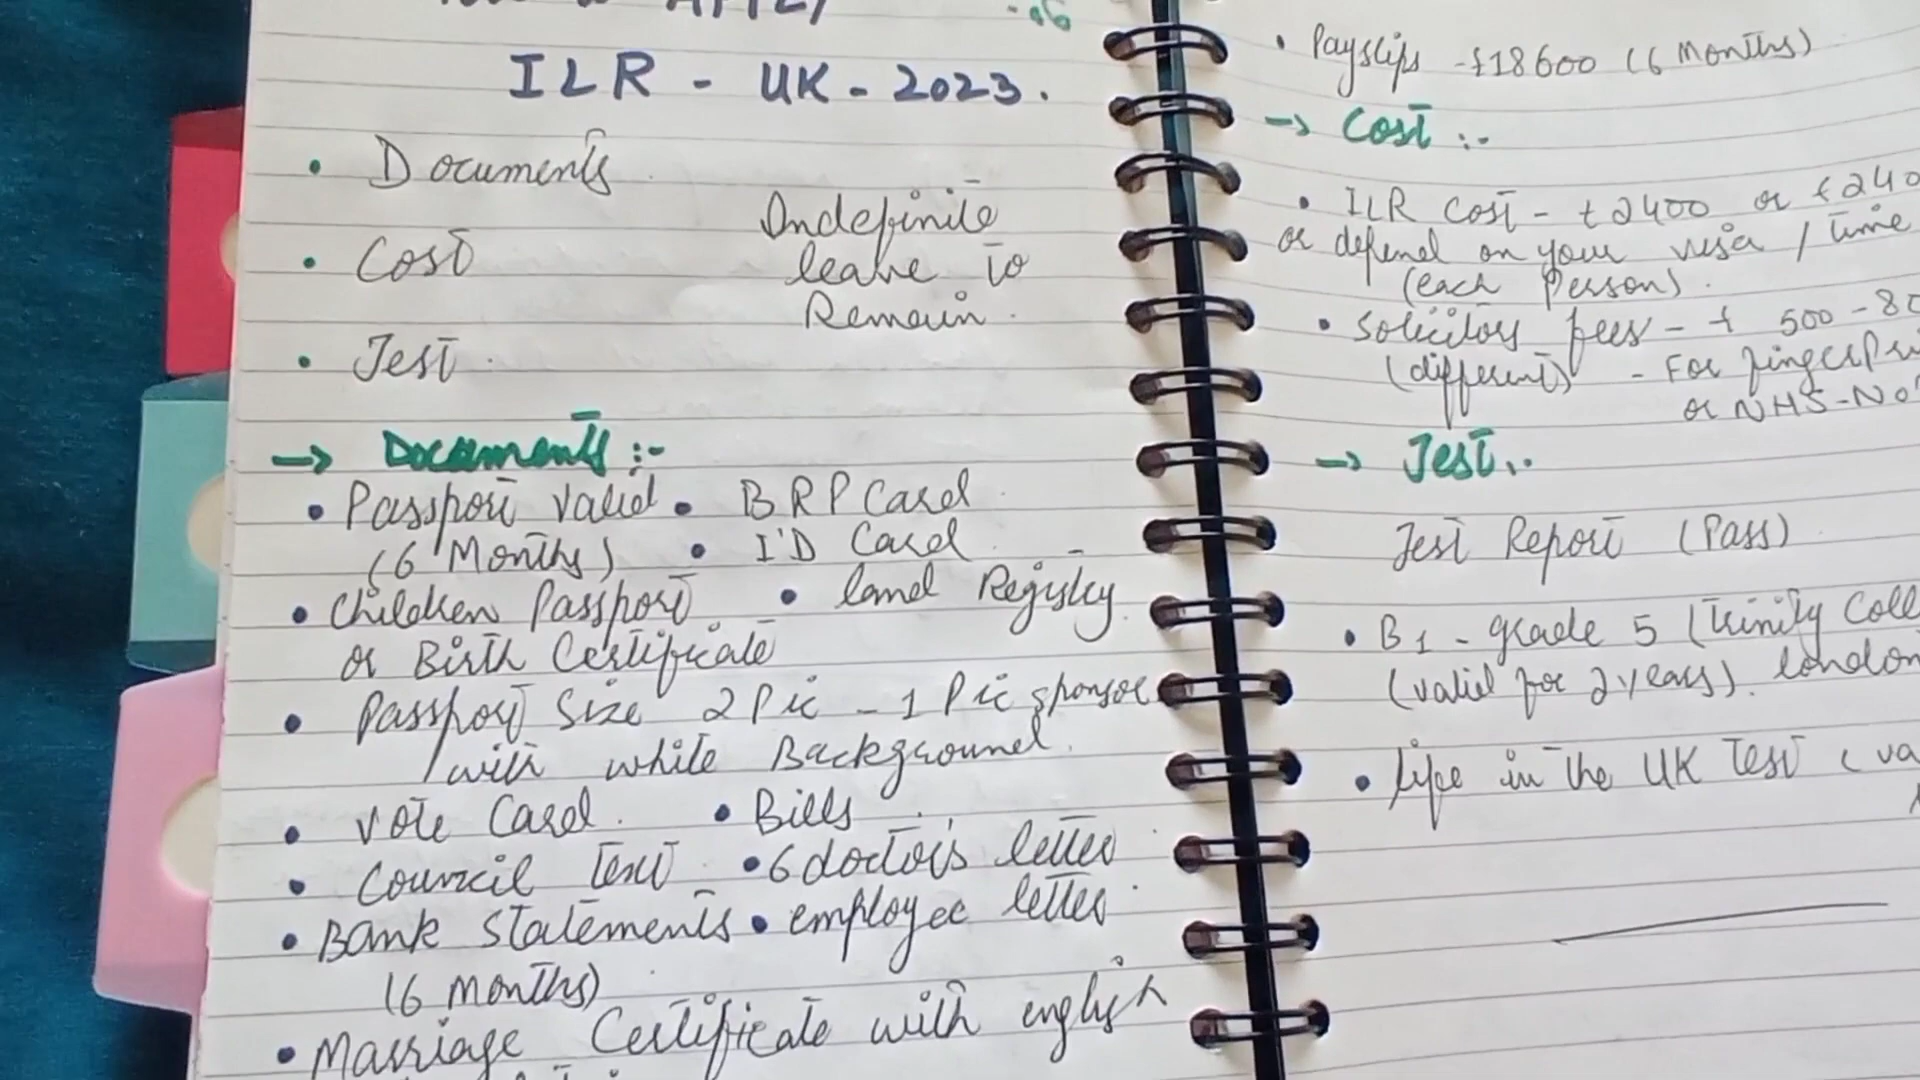 APPLY
ILR - UK - 2023.
• Documents
• Cost
Indefinite
leave to
Remain.
• Test.
→ Documents :-
• Passport valid • BRP Card
(6 Months) • I'D Card
• Children Passport • land Registry
or Birth Certificate
• Passport size 2 Pic - 1 Pic sponsor
with white Background.
• Vote Card. • Bills
• Council Text • 6 doctor's letter
• Bank Statements • employee letter
(6 months)
• Marriage Certificate with english
• Payslips - £18600 (6 Months)
→ Cost :-
• ILR Cost - £2400 or
or depend on your visa / time
(each Person).
• Solicitors fees - £ 500 -
(different) - For
or NHS -
→ Test :-
Test Report (Pass)
• B1 - grade 5 (Trinity
(valid for 2 years). london
• life in the UK Test